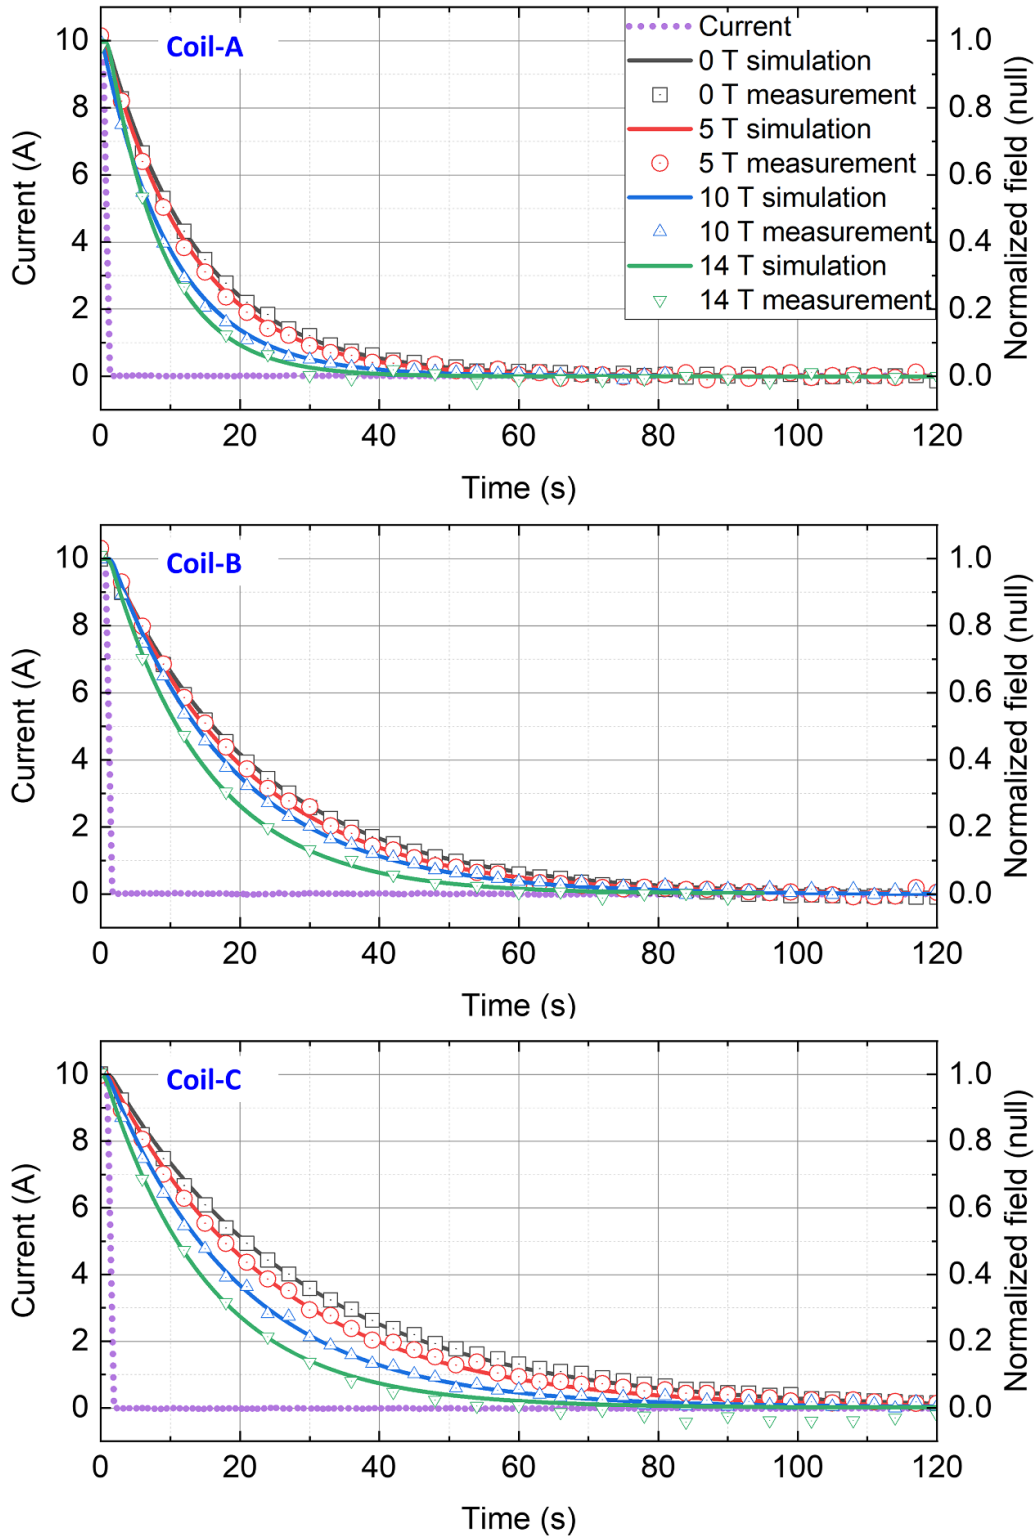 Coil-A
Current
0 T simulation
0 T measurement
5 T simulation
5 T measurement
10 T simulation
10 T measurement
14 T simulation
14 T measurement
10
8
6
4
2
0
Current (A)
1.0
0.8
0.6
0.4
0.2
0.0
Normalized field (null)
0 20 40 60 80 100 120
Time (s)
Coil-B
10
8
6
4
2
0
Current (A)
1.0
0.8
0.6
0.4
0.2
0.0
Normalized field (null)
0 20 40 60 80 100 120
Time (s)
Coil-C
10
8
6
4
2
0
Current (A)
1.0
0.8
0.6
0.4
0.2
0.0
Normalized field (null)
0 20 40 60 80 100 120
Time (s)